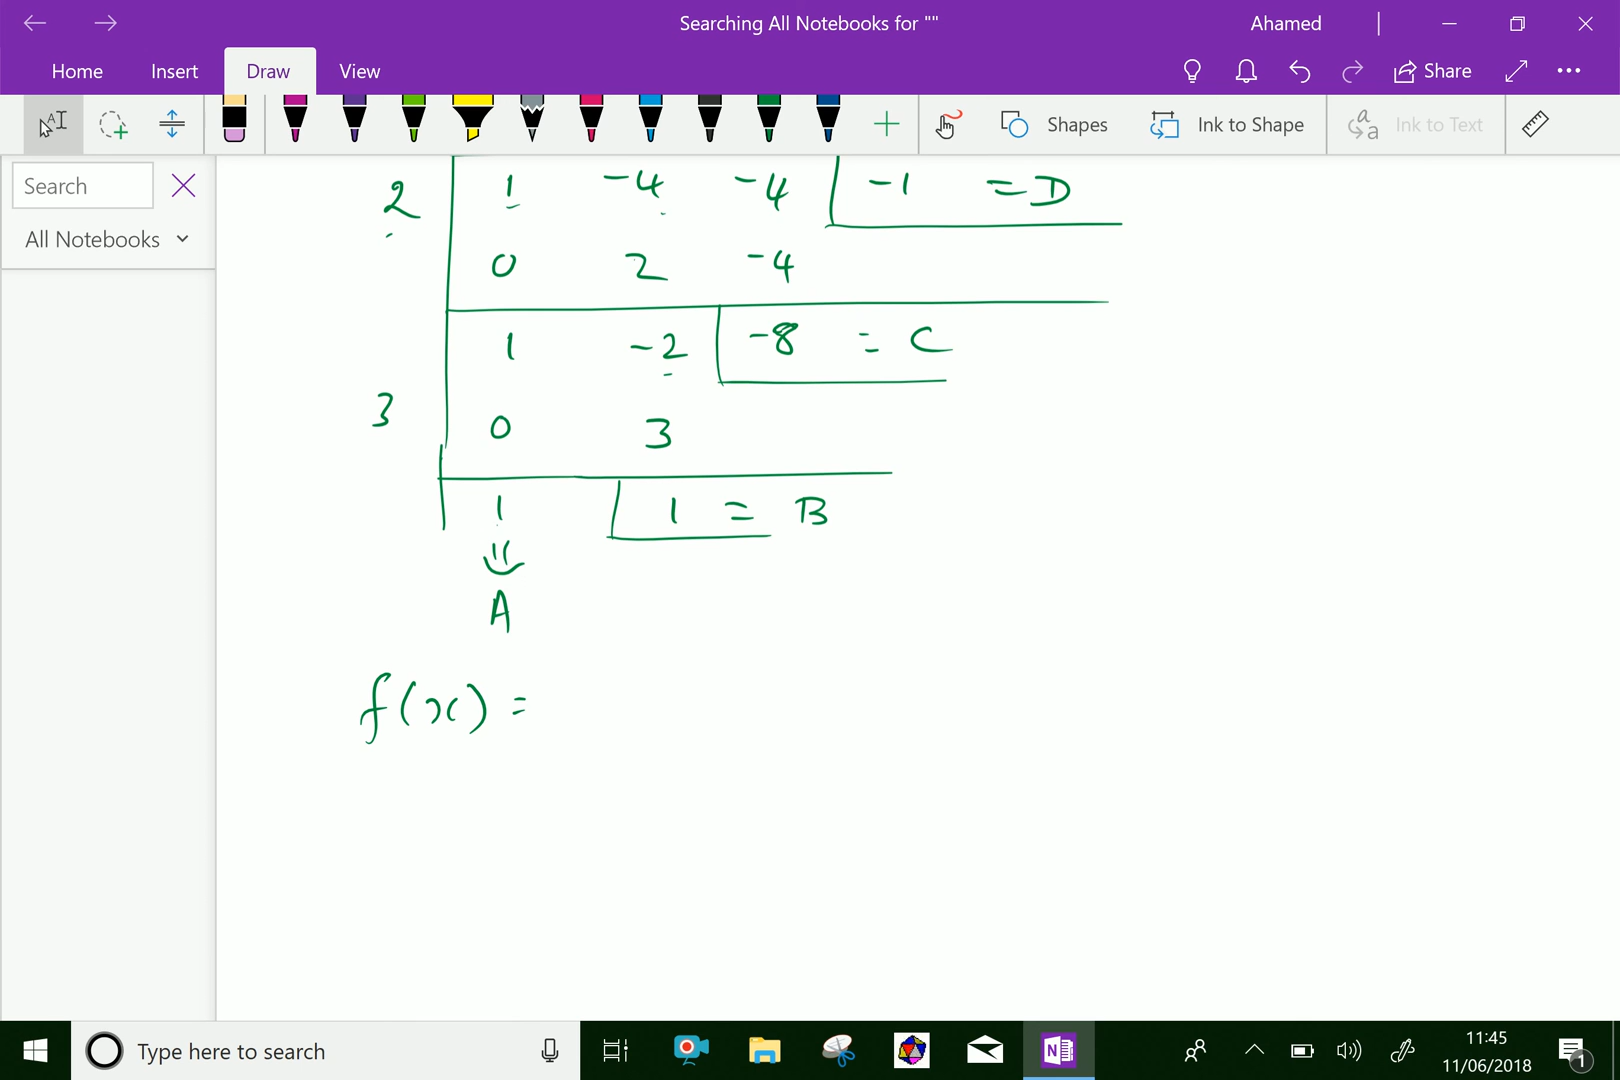 Searching All Notebooks for "" Ahamed
Home Insert Draw View Share
Shapes Ink to Shape Ink to Text
Search
All Notebooks
2 1 -4 -4 -1 = D
0 2 -4
1 -2 -8 = C
3 0 3
1 1 = B
A
f(x) =
Type here to search
11:45
11/06/2018
1